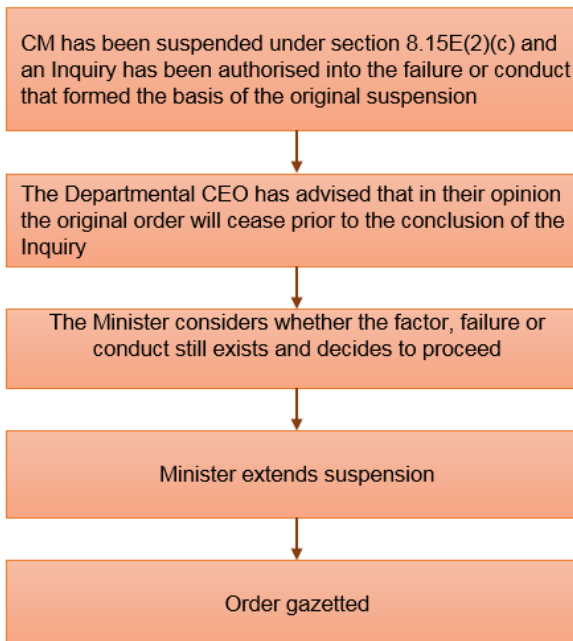 CM has been suspended under section 8.15E(2)(c) and
an Inquiry has been authorised into the failure or conduct
that formed the basis of the original suspension
The Departmental CEO has advised that in their opinion
the original order will cease prior to the conclusion of the
Inquiry
The Minister considers whether the factor, failure or
conduct still exists and decides to proceed
Minister extends suspension
Order gazetted